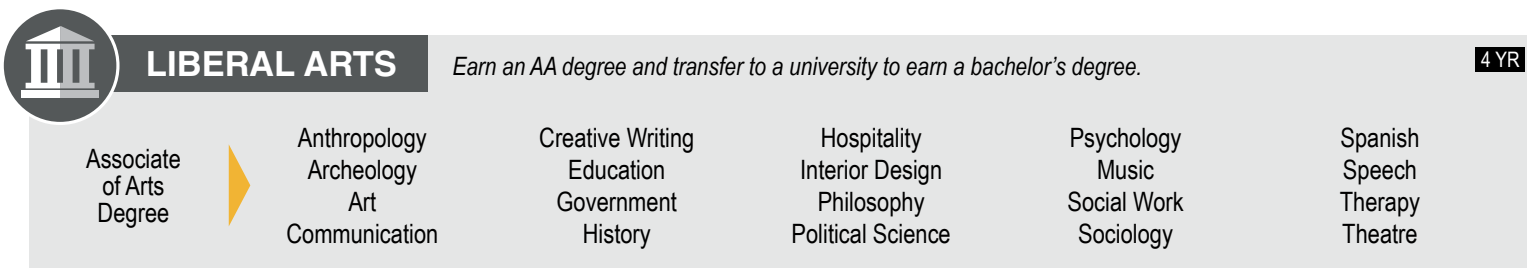 LIBERAL ARTS
Earn an AA degree and transfer to a university to earn a bachelor's degree.
4 YR
Associate
of Arts
Degree
Anthropology
Archeology
Art
Communication
Creative Writing
Education
Government
History
Hospitality
Interior Design
Philosophy
Political Science
Psychology
Music
Social Work
Sociology
Spanish
Speech
Therapy
Theatre